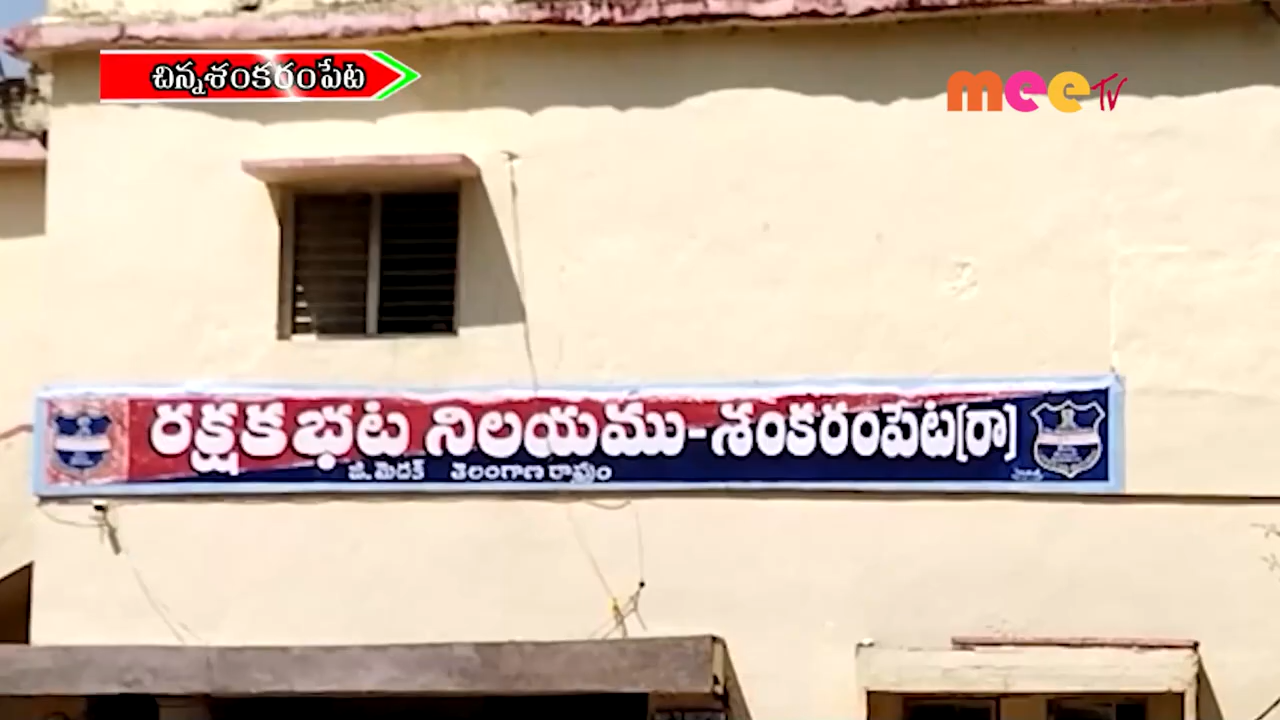 చిన్నశంకరంపేట
mee TV
రక్షకభట నిలయము-శంకరంపేట(రా)
జి.మెదక్ తెలంగాణ రాష్ట్రం